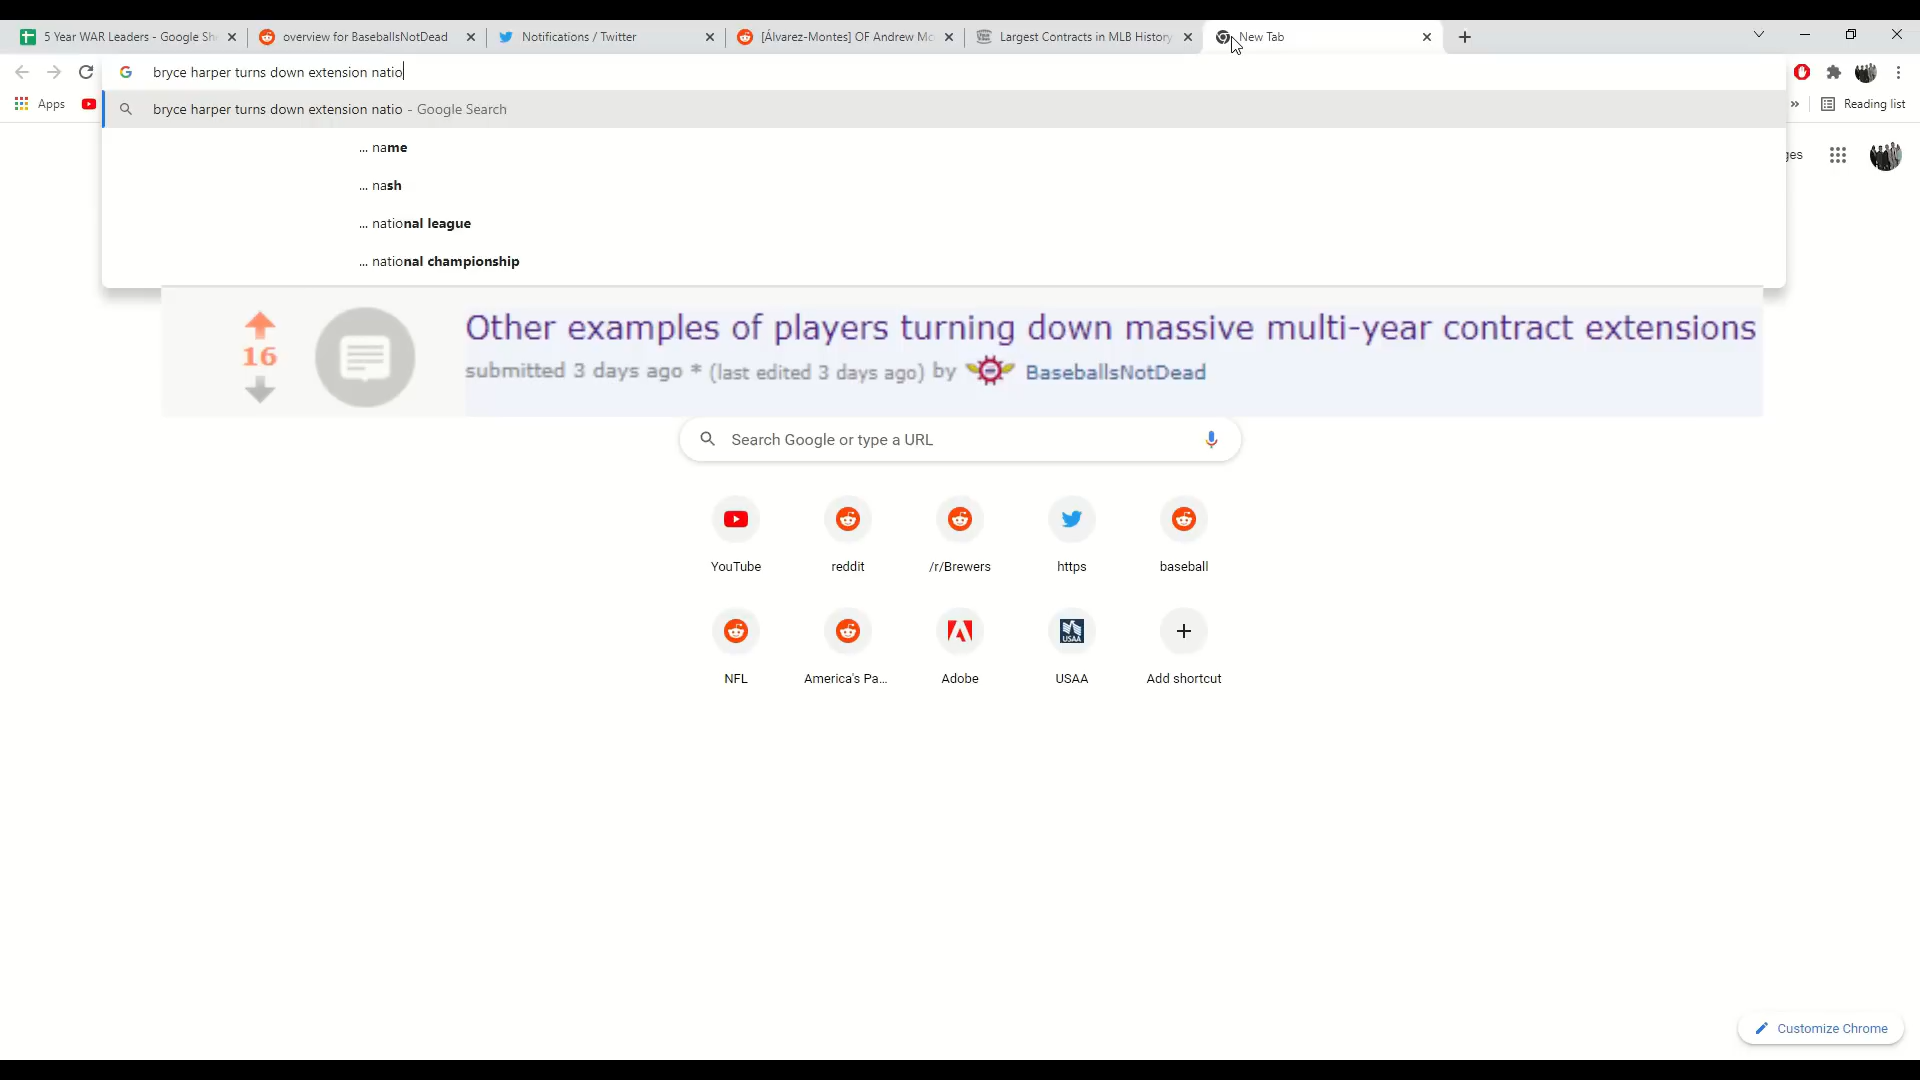 5 Year WAR Leaders - Google She
overview for BaseballsNotDead
Notifications / Twitter
[Álvarez-Montes] OF Andrew Mc
Largest Contracts in MLB History
New Tab
bryce harper turns down extension natio
Apps
bryce harper turns down extension natio - Google Search
Reading list
... name
... nash
... national league
... national championship
Other examples of players turning down massive multi-year contract extensions
16
submitted 3 days ago * (last edited 3 days ago) by BaseballsNotDead
Search Google or type a URL
YouTube
reddit
/r/Brewers
https
baseball
NFL
America's Pa...
Adobe
USAA
Add shortcut
Customize Chrome